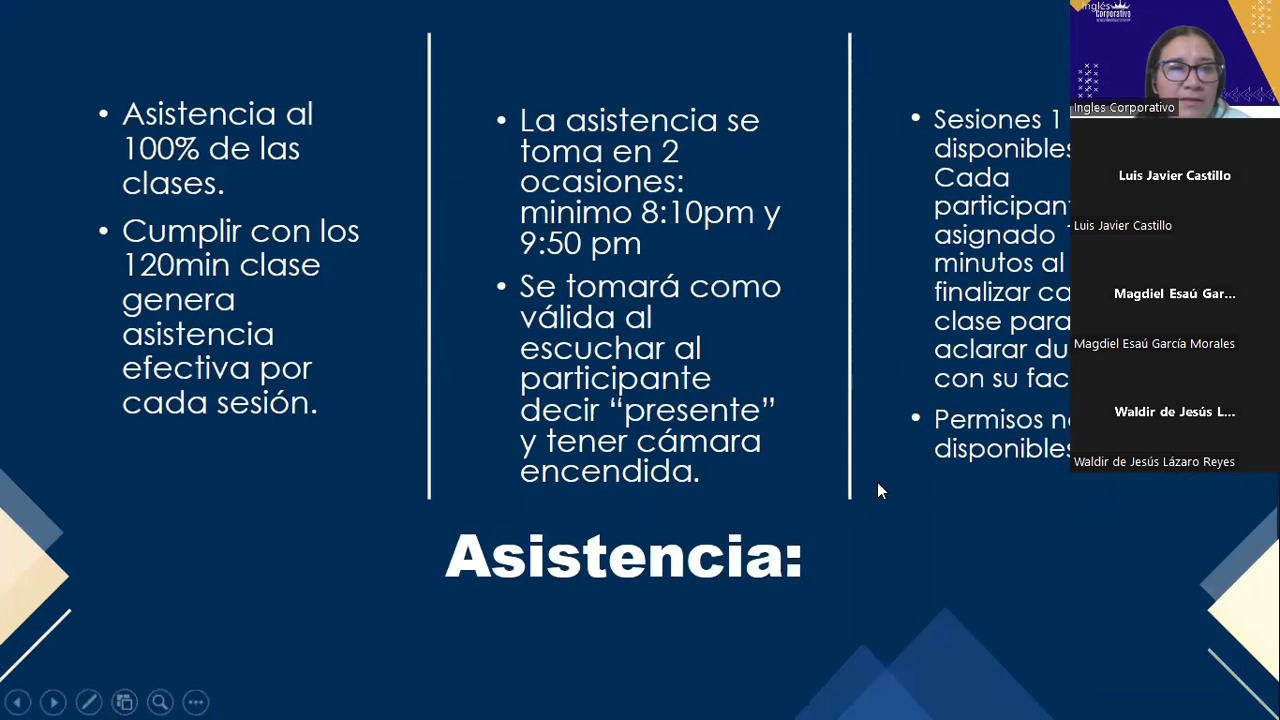 • Asistencia al
100% de las
clases.
• Cumplir con los
120min clase
genera
asistencia
efectiva por
cada sesión.
• La asistencia se
toma en 2
ocasiones:
minimo 8:10pm y
9:50 pm
• Se tomará como
válida al
escuchar al
participante
decir “presente”
y tener cámara
encendida.
• Sesiones 1
disponibles
Cada
participan
asignado
minutos al
finalizar ca
clase para
aclarar du
con su fac
• Permisos n
disponibles
Asistencia:
Inglés
Corporativo
Ingles Corporativo
Luis Javier Castillo
Luis Javier Castillo
Magdiel Esaú Gar...
Magdiel Esaú García Morales
Waldir de Jesús L...
Waldir de Jesús Lázaro Reyes